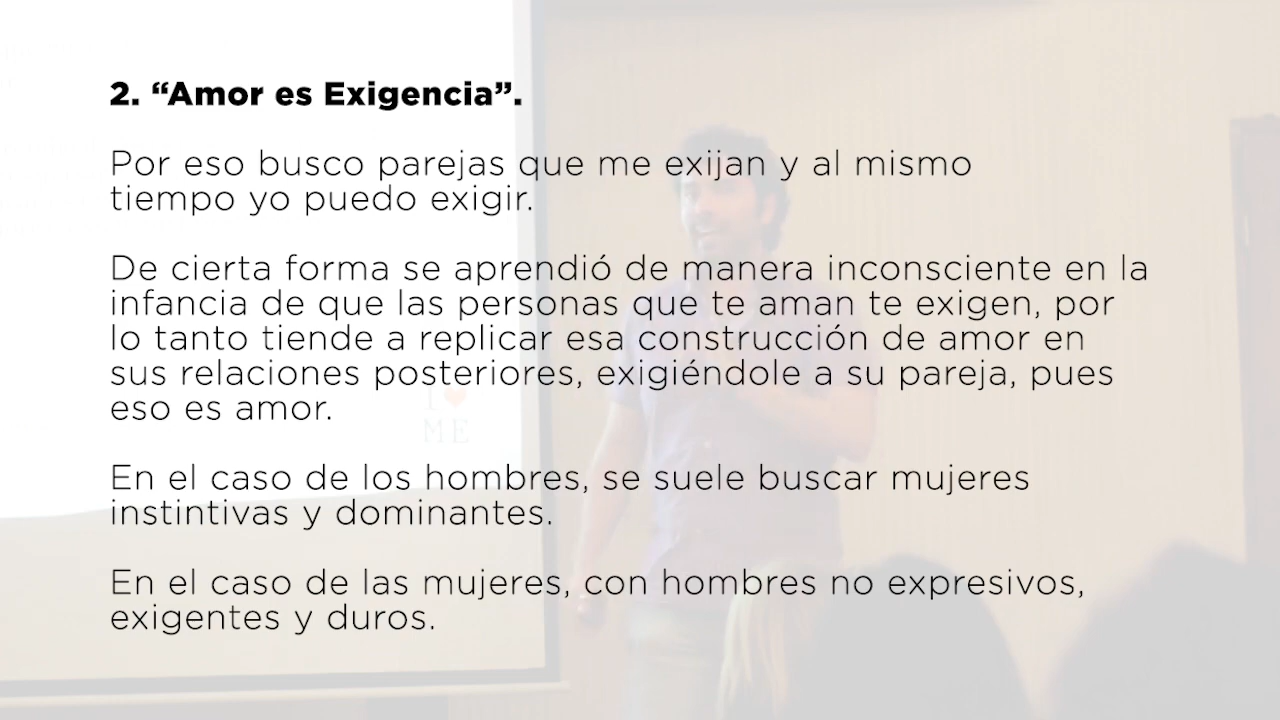 2. “Amor es Exigencia”.
Por eso busco parejas que me exijan y al mismo
tiempo yo puedo exigir.
De cierta forma se aprendió de manera inconsciente en la
infancia de que las personas que te aman te exigen, por
lo tanto tiende a replicar esa construcción de amor en
sus relaciones posteriores, exigiéndole a su pareja, pues
eso es amor.
I ❤
ME
En el caso de los hombres, se suele buscar mujeres
instintivas y dominantes.
En el caso de las mujeres, con hombres no expresivos,
exigentes y duros.